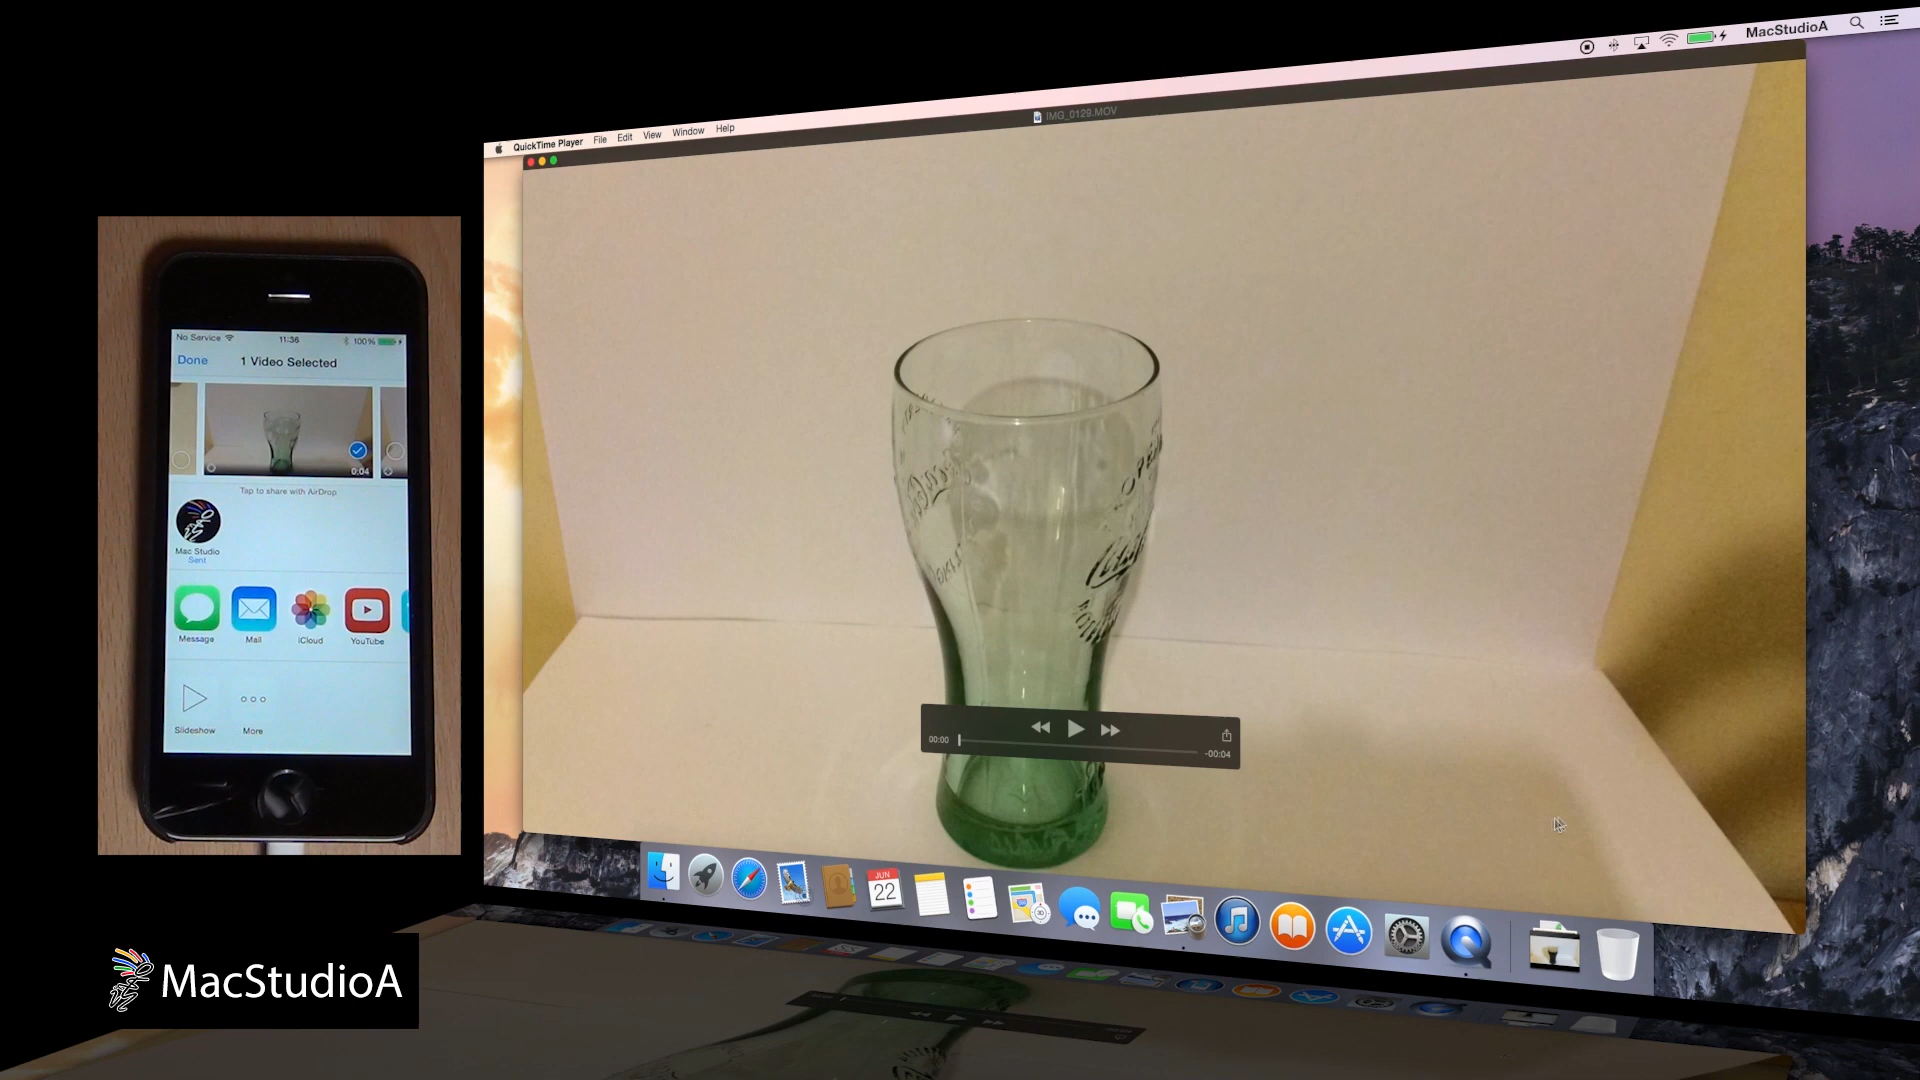 MacStudioA
QuickTime Player File Edit View Window Help
IMG_0129.MOV
No Service 11:36 100%
Done 1 Video Selected
0:04
Tap to share with AirDrop
Mac Studio
Sent
Message Mail iCloud YouTube
Slideshow More
Coca
00:00 -00:04
JUN
22
MacStudioA